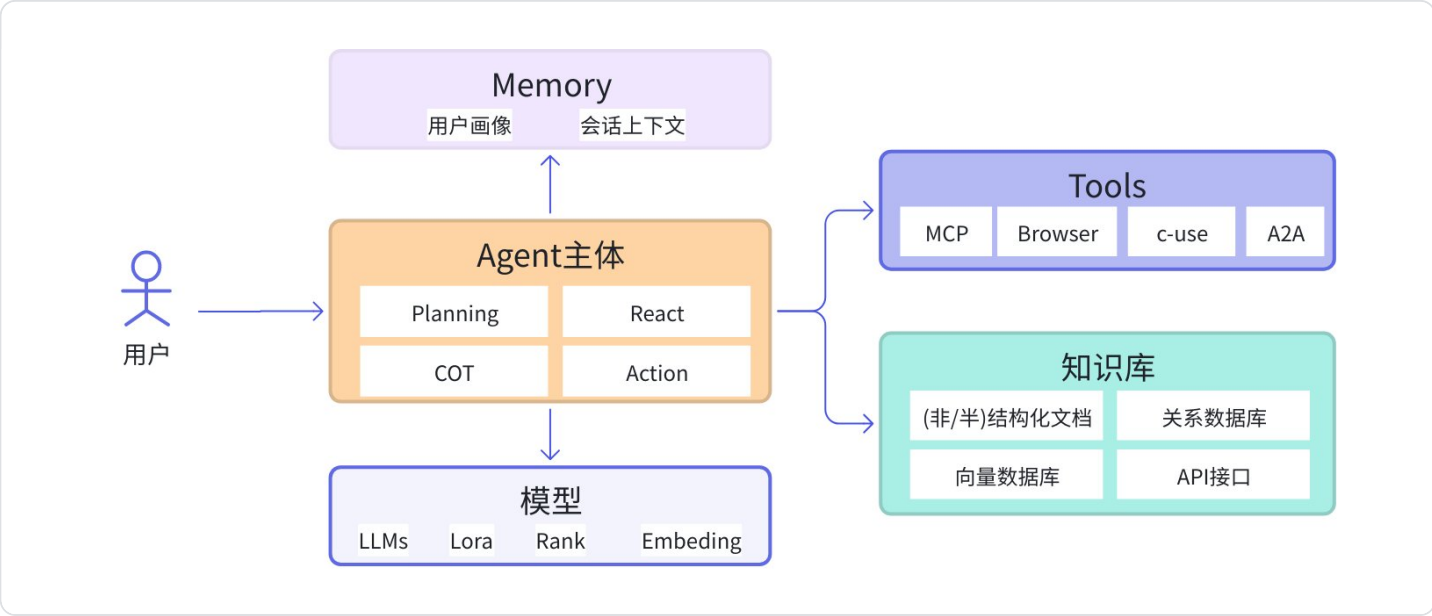 Memory
用户画像 会话上下文
用户
Agent主体
Planning React
COT Action
模型
LLMs Lora Rank Embeding
Tools
MCP Browser c-use A2A
知识库
(非/半)结构化文档 关系数据库
向量数据库 API接口